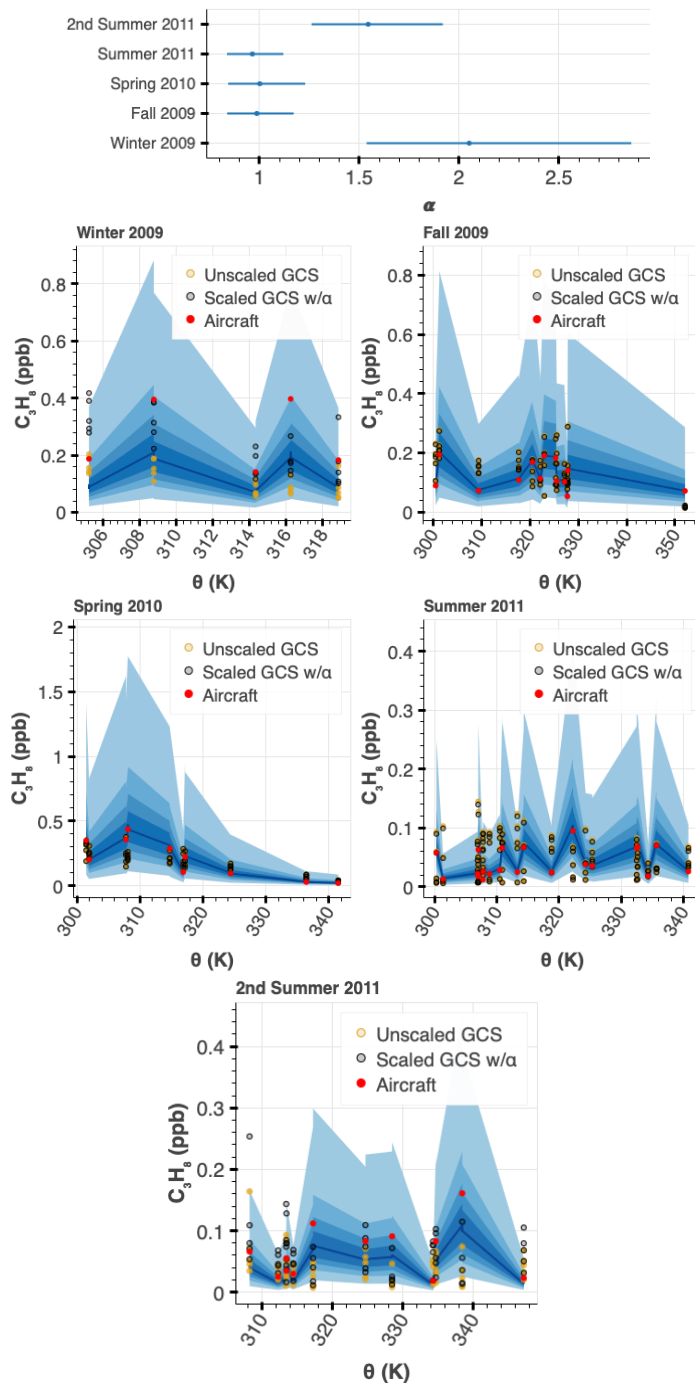 2nd Summer 2011
Summer 2011
Spring 2010
Fall 2009
Winter 2009
1 1.5 2 2.5
α
Winter 2009
Unscaled GCS
Scaled GCS w/α
Aircraft
C₃H₈ (ppb)
0.8
0.6
0.4
0.2
0
306 308 310 312 314 316 318
θ (K)
Fall 2009
Unscaled GCS
Scaled GCS w/α
Aircraft
C₃H₈ (ppb)
0.8
0.6
0.4
0.2
0
300 310 320 330 340 350
θ (K)
Spring 2010
Unscaled GCS
Scaled GCS w/α
Aircraft
C₃H₈ (ppb)
2
1.5
1
0.5
0
300 310 320 330 340
θ (K)
Summer 2011
Unscaled GCS
Scaled GCS w/α
Aircraft
C₃H₈ (ppb)
0.4
0.3
0.2
0.1
0
300 310 320 330 340
θ (K)
2nd Summer 2011
Unscaled GCS
Scaled GCS w/α
Aircraft
C₃H₈ (ppb)
0.4
0.3
0.2
0.1
0
310 320 330 340
θ (K)